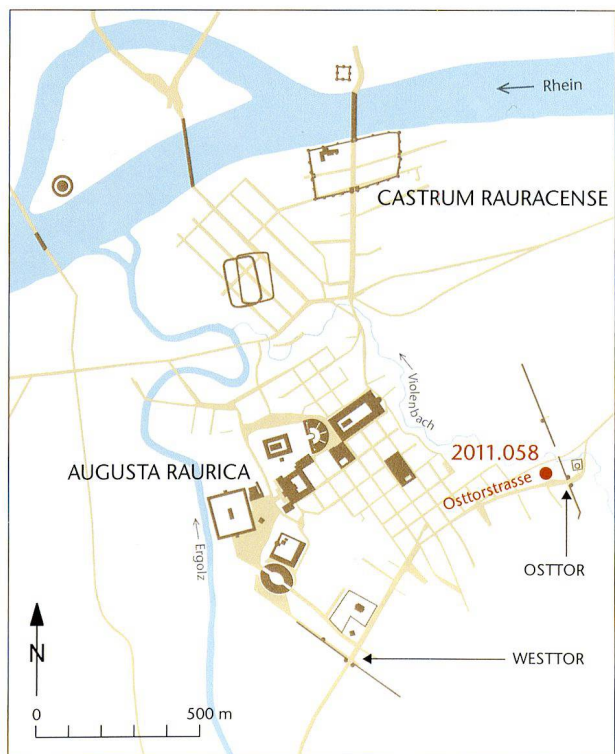 Rhein
CASTRUM RAURACENSE
Violenbach
2011.058
AUGUSTA RAURICA
Osttorstrasse
Ergolz
OSTTOR
N
WESTTOR
0 500 m